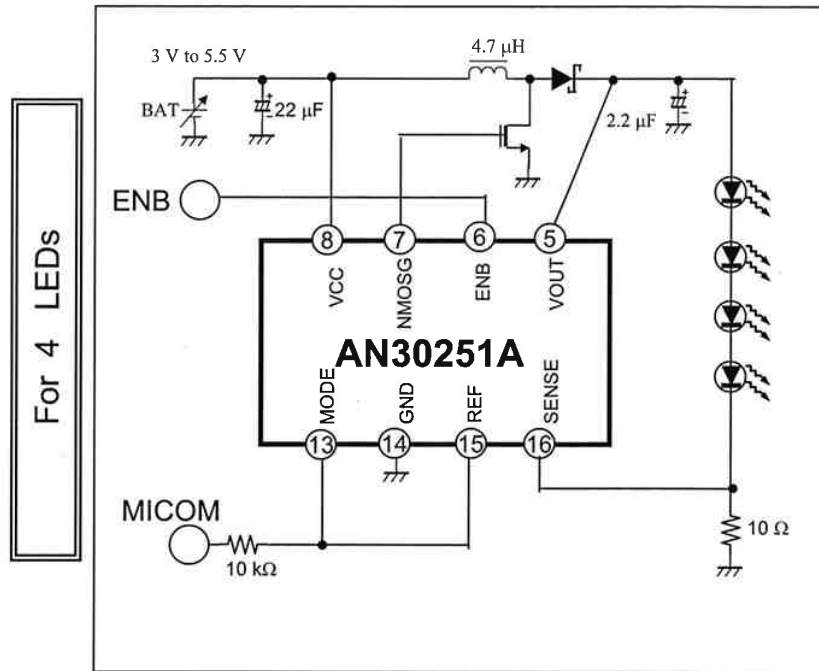 For 4 LEDs
3 V to 5.5 V
4.7 µH
BAT
22 µF
2.2 µF
ENB
8
7
6
5
VCC
NMOSG
ENB
VOUT
AN30251A
MODE
GND
REF
SENSE
13
14
15
16
MICOM
10 kΩ
10 Ω
+
-
+
-